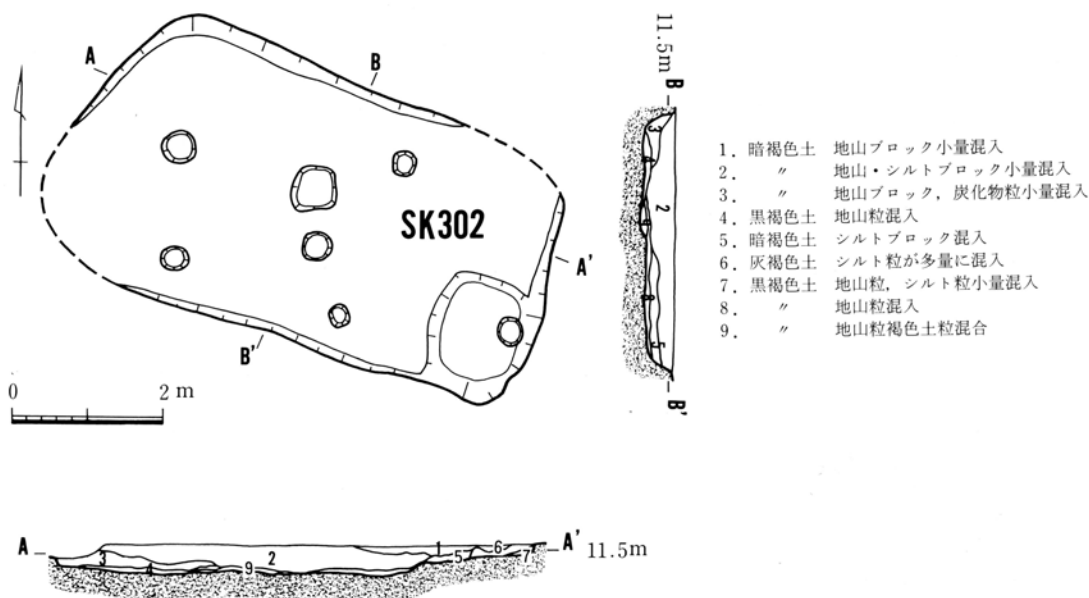 A
B
SK302
A'
B'
0 2 m
11.5m
B
3
4
2
9
8
5
B'
1. 暗褐色土 地山ブロック小量混入
2. 〃 地山・シルトブロック小量混入
3. 〃 地山ブロック,炭化物粒小量混入
4. 黒褐色土 地山粒混入
5. 暗褐色土 シルトブロック混入
6. 灰褐色土 シルト粒が多量に混入
7. 黒褐色土 地山粒,シルト粒小量混入
8. 〃 地山粒混入
9. 〃 地山粒褐色土粒混合
A 3 4 9 2 1 5 6 7 A' 11.5m